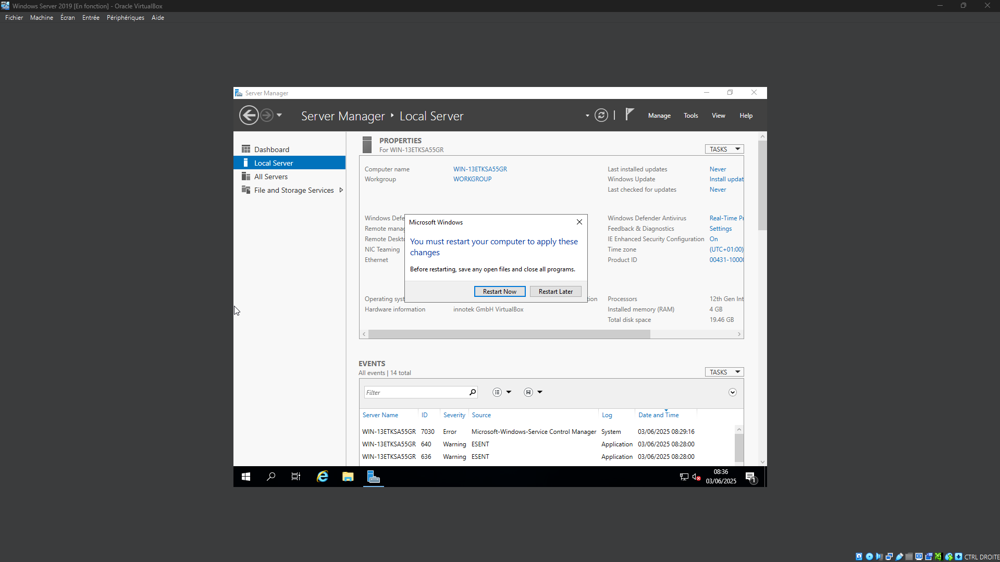 Windows Server 2019 [En fonction] - Oracle VirtualBox
Fichier Machine Écran Entrée Périphériques Aide
Server Manager
Server Manager ‣ Local Server
Manage Tools View Help
Dashboard
Local Server
All Servers
File and Storage Services
PROPERTIES
For WIN-13ETKSA55GR
TASKS
Computer name WIN-13ETKSA55GR Last installed updates Never
Workgroup WORKGROUP Windows Update Install updat
Last checked for updates Never
Windows Defe Windows Defender Antivirus Real-Time Pr
Remote manag Feedback & Diagnostics Settings
Remote Deskto IE Enhanced Security Configuration On
NIC Teaming Time zone (UTC+01:00)
Ethernet Product ID 00431-1000
Microsoft Windows
You must restart your computer to apply these
changes
Before restarting, save any open files and close all programs.
Restart Now Restart Later
Operating syst tion Processors 12th Gen Int
Hardware information innotek GmbH VirtualBox Installed memory (RAM) 4 GB
Total disk space 19.46 GB
EVENTS
All events | 14 total
TASKS
Filter
Server Name ID Severity Source Log Date and Time
WIN-13ETKSA55GR 7030 Error Microsoft-Windows-Service Control Manager System 03/06/2025 08:29:16
WIN-13ETKSA55GR 640 Warning ESENT Application 03/06/2025 08:28:00
WIN-13ETKSA55GR 636 Warning ESENT Application 03/06/2025 08:28:00
08:36
03/06/2025
1
CTRL DROITE